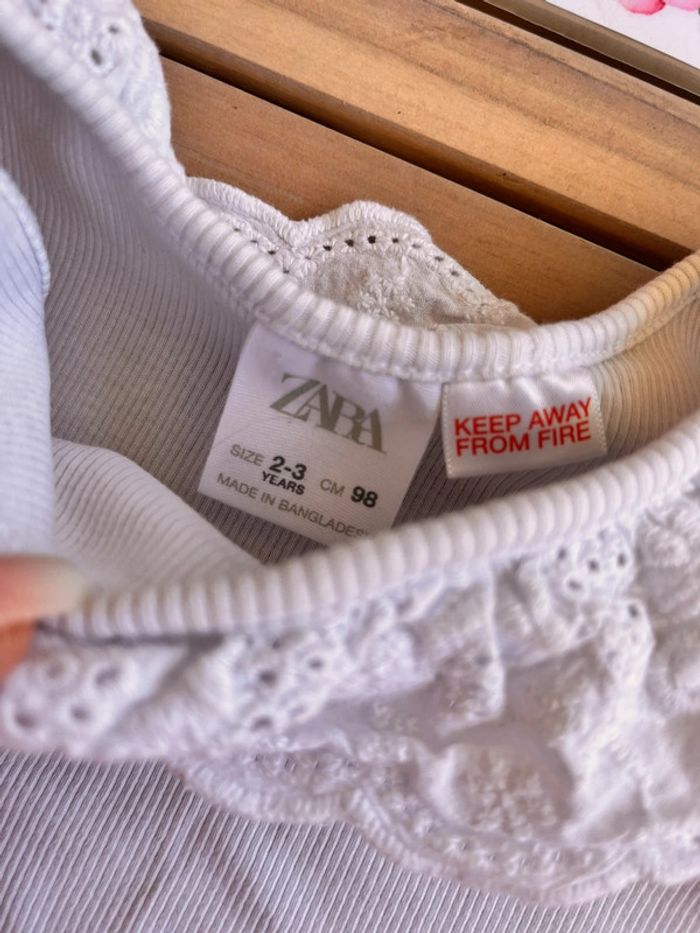 ZARA
SIZE 2-3 YEARS CM 98
MADE IN BANGLADES
KEEP AWAY
FROM FIRE